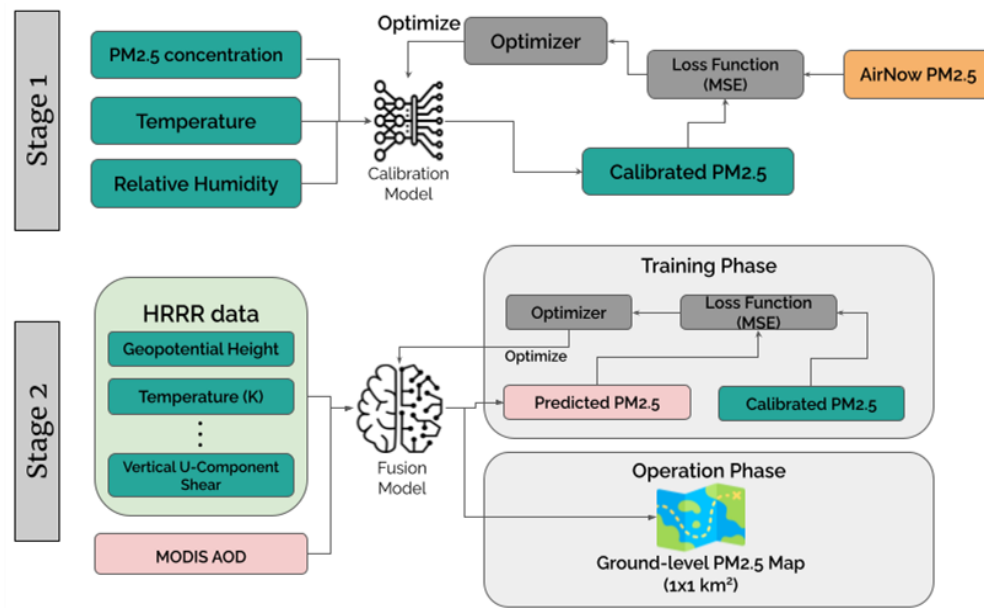 Stage 1
PM2.5 concentration
Temperature
Relative Humidity
Optimize
Calibration
Model
Optimizer
Loss Function
(MSE)
AirNow PM2.5
Calibrated PM2.5
Stage 2
HRRR data
Geopotential Height
Temperature (K)
Vertical U-Component
Shear
MODIS AOD
Fusion
Model
Training Phase
Optimizer
Loss Function
(MSE)
Optimize
Predicted PM2.5
Calibrated PM2.5
Operation Phase
Ground-level PM2.5 Map
(1x1 km²)